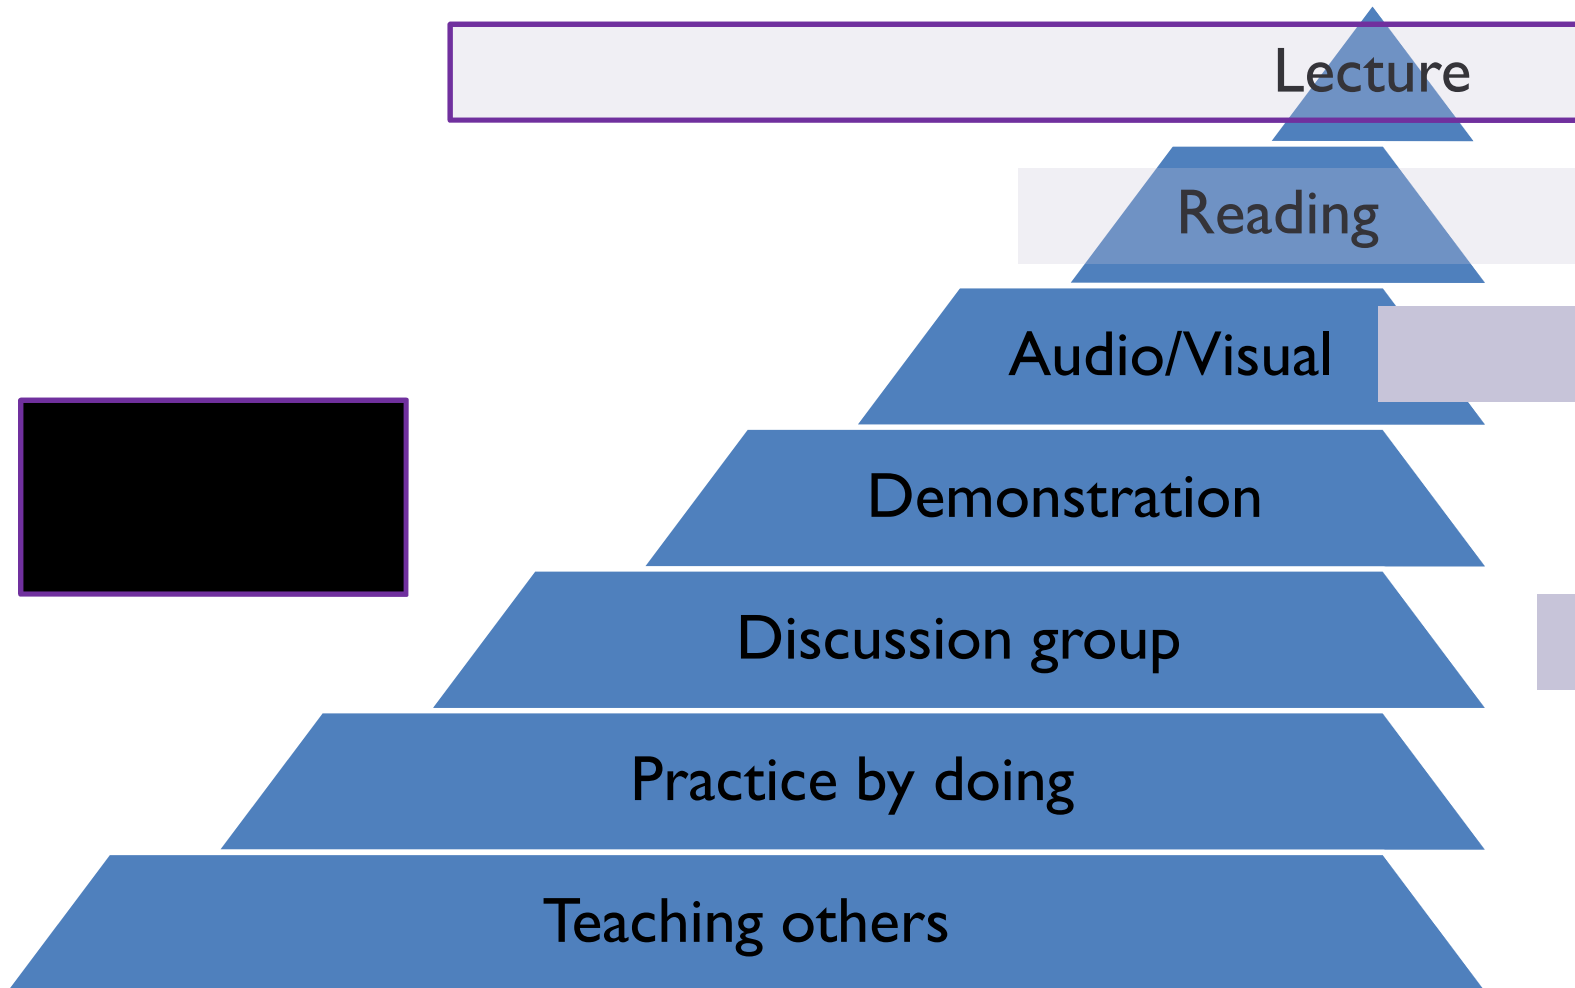 Lecture
Reading
Audio/Visual
Demonstration
Discussion group
Practice by doing
Teaching others